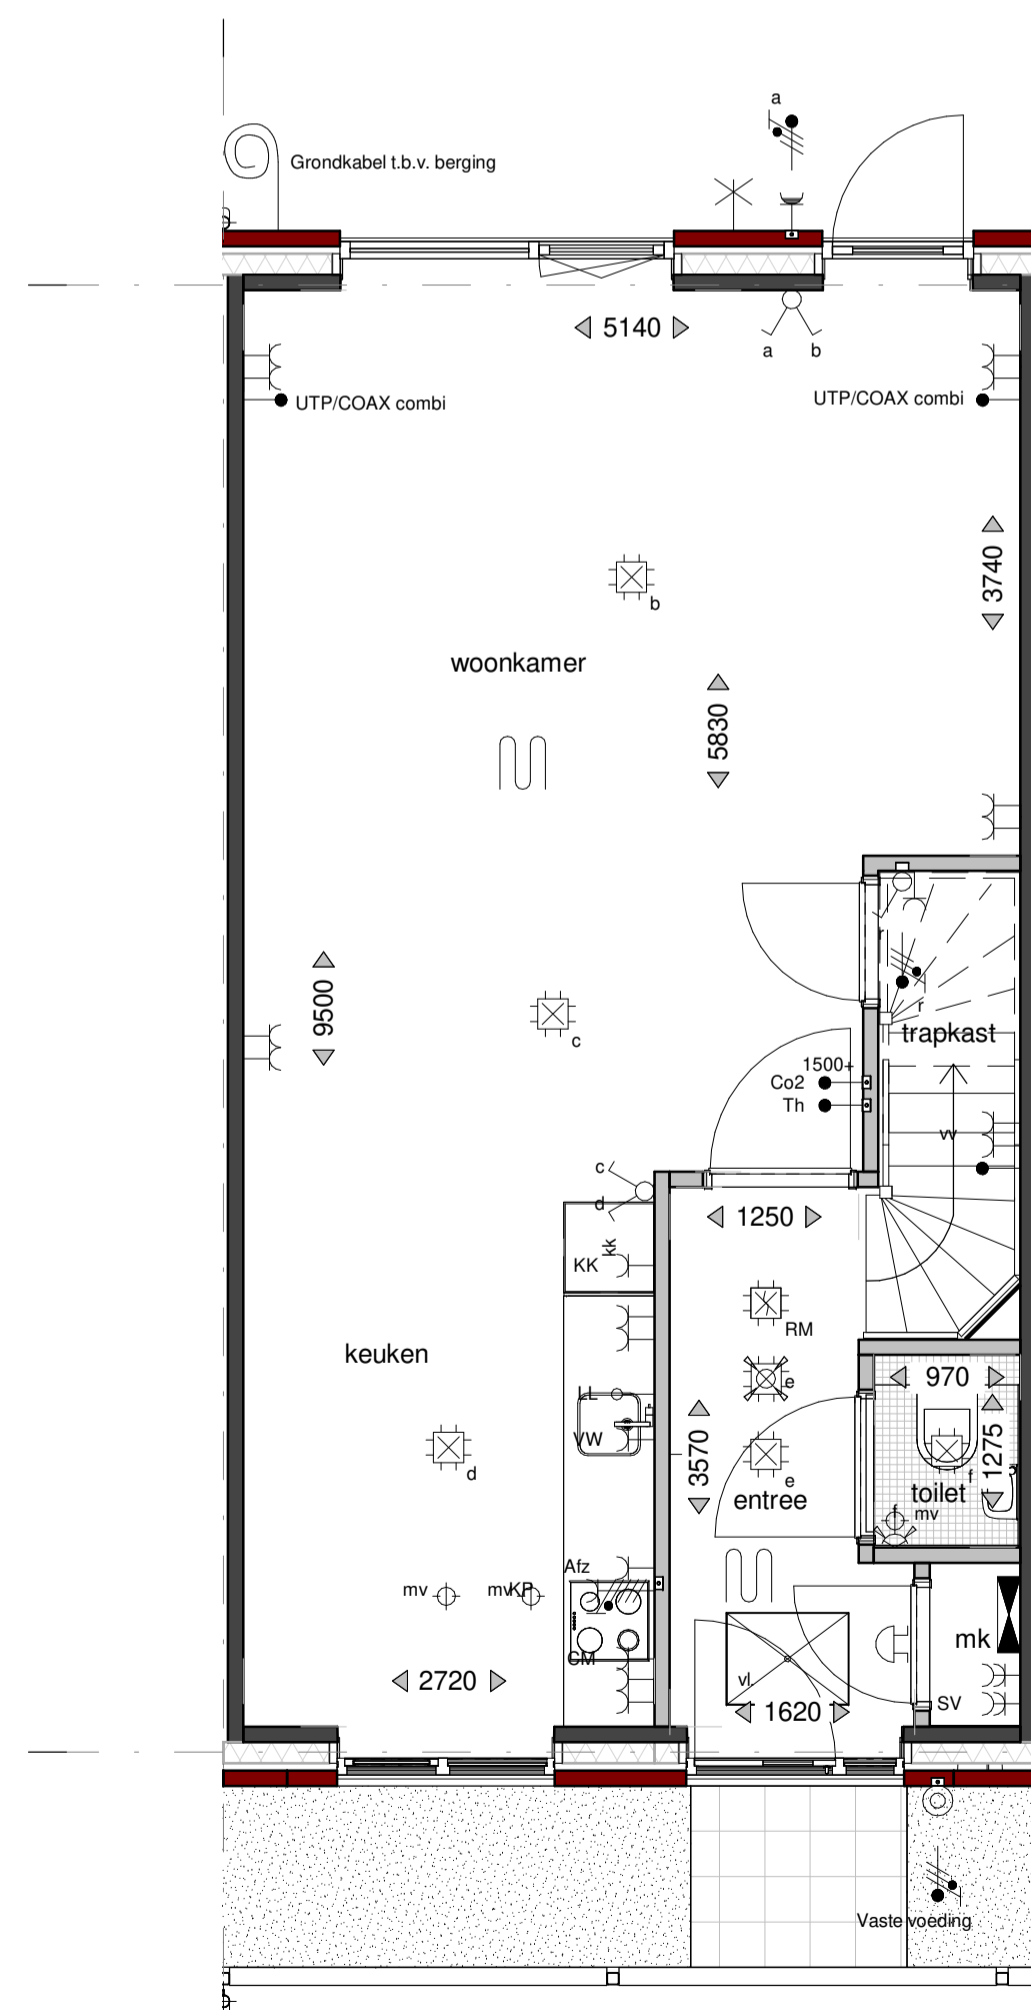 a
Grondkabel t.b.v. berging
5140
a
b
UTP/COAX combi
UTP/COAX combi
3740
b
woonkamer
5830
9500
c
r
trapkast
1500+
Co2
Th
vv
c
d
1250
KK
kk
RM
keuken
LL
e
970
VW
d
3570
e
entree
1275
f
toilet
f
mv
Afz
mv
mv
KP
mk
CM
2720
vl.
SV
1620
Vaste voeding